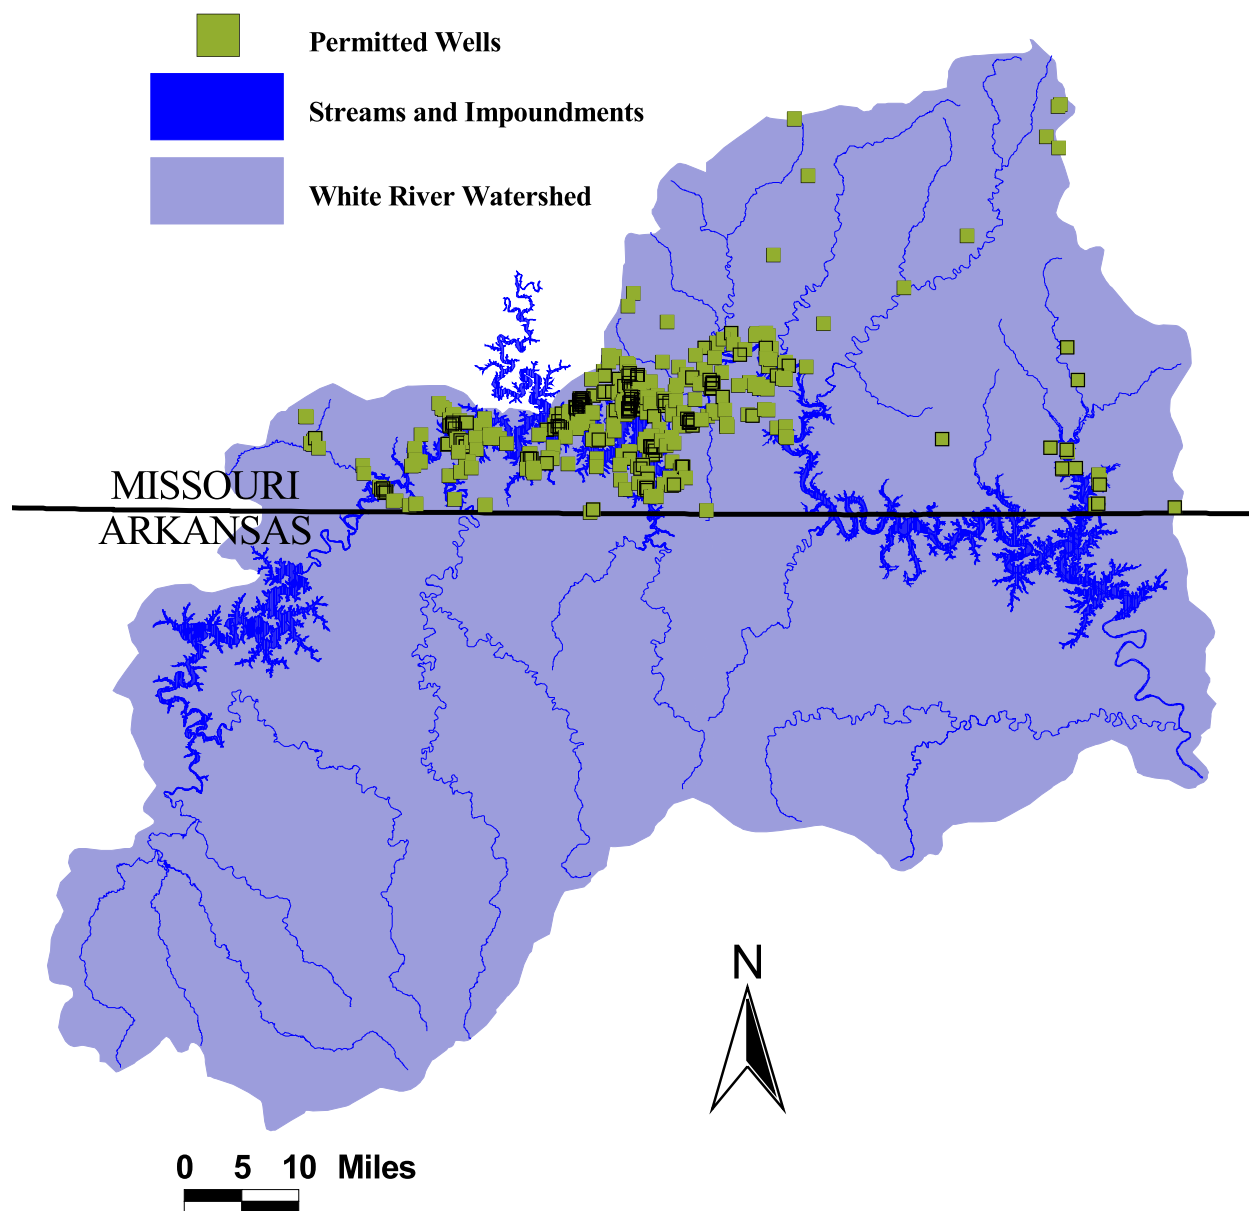 Permitted Wells
Streams and Impoundments
White River Watershed
MISSOURI
ARKANSAS
N
0 5 10 Miles